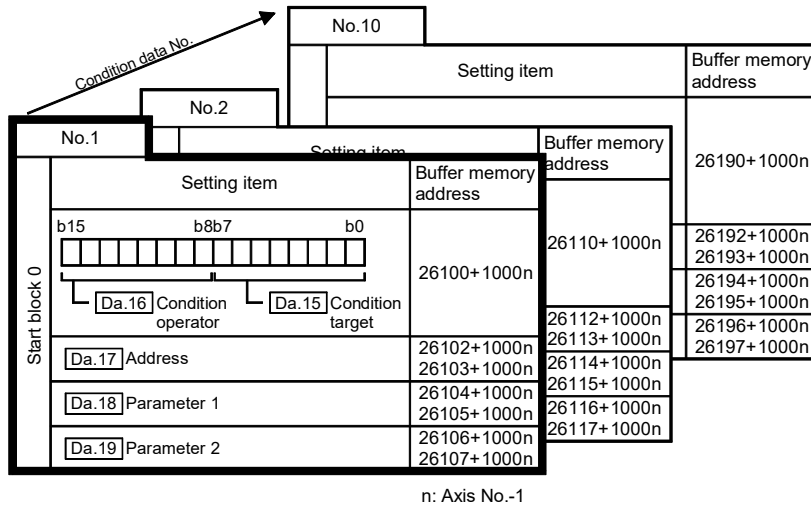 Condition data No.
No.10
Setting item
Buffer memory
address
26190+1000n
26192+1000n
26193+1000n
26194+1000n
26195+1000n
26196+1000n
26197+1000n
No.2
Setting item
Buffer memory
address
26110+1000n
26112+1000n
26113+1000n
26114+1000n
26115+1000n
26116+1000n
26117+1000n
No.1
Start block 0
Setting item
Buffer memory
address
b15 b8b7 b0
Da.16 Condition
operator
Da.15 Condition
target
26100+1000n
Da.17 Address
26102+1000n
26103+1000n
Da.18 Parameter 1
26104+1000n
26105+1000n
Da.19 Parameter 2
26106+1000n
26107+1000n
n: Axis No.-1